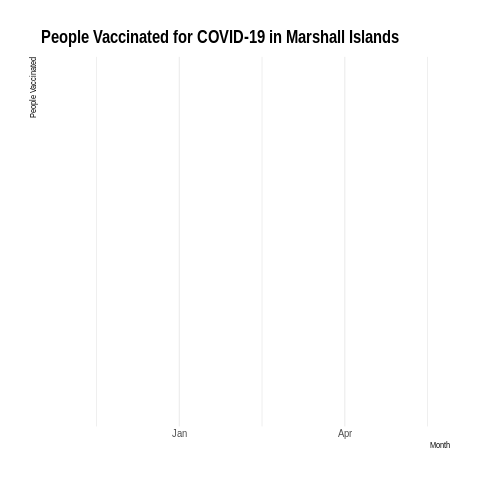 People Vaccinated for COVID-19 in Marshall Islands
People Vaccinated
Jan
Apr
Month